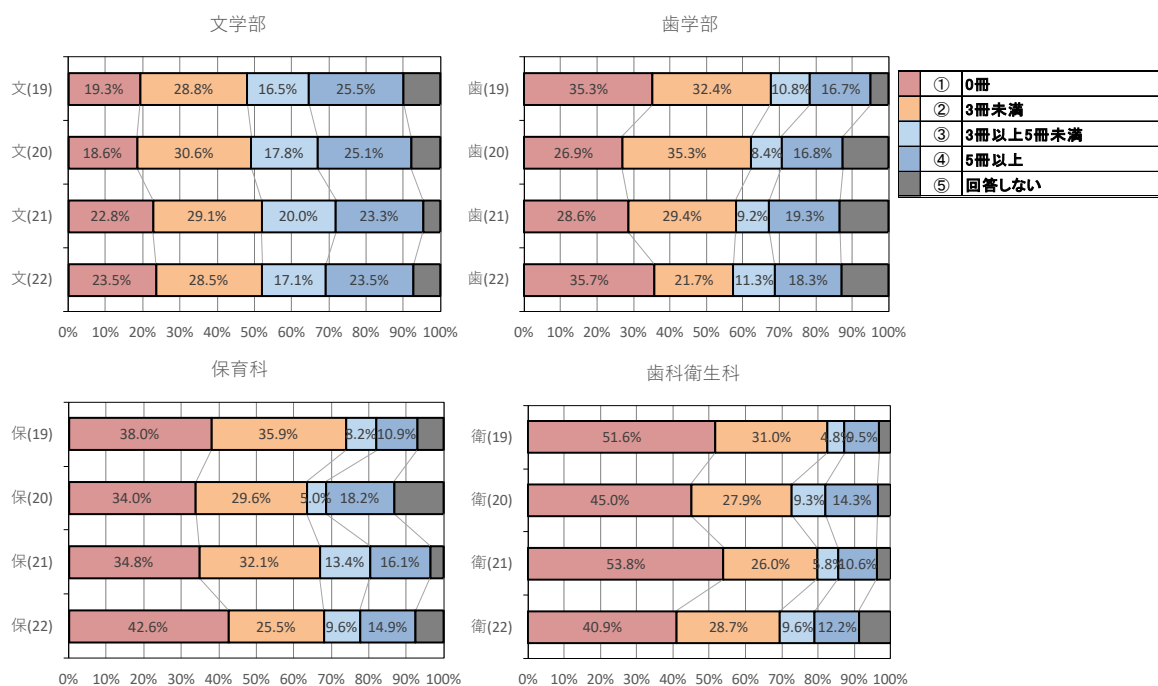 文学部
文(19) 19.3% 28.8% 16.5% 25.5%
文(20) 18.6% 30.6% 17.8% 25.1%
文(21) 22.8% 29.1% 20.0% 23.3%
文(22) 23.5% 28.5% 17.1% 23.5%
0% 10% 20% 30% 40% 50% 60% 70% 80% 90% 100%
歯学部
歯(19) 35.3% 32.4% 10.8% 16.7%
歯(20) 26.9% 35.3% 8.4% 16.8%
歯(21) 28.6% 29.4% 9.2% 19.3%
歯(22) 35.7% 21.7% 11.3% 18.3%
0% 10% 20% 30% 40% 50% 60% 70% 80% 90% 100%
① 0冊
② 3冊未満
③ 3冊以上5冊未満
④ 5冊以上
⑤ 回答しない
保育科
保(19) 38.0% 35.9% 8.2% 10.9%
保(20) 34.0% 29.6% 5.0% 18.2%
保(21) 34.8% 32.1% 13.4% 16.1%
保(22) 42.6% 25.5% 9.6% 14.9%
0% 10% 20% 30% 40% 50% 60% 70% 80% 90% 100%
歯科衛生科
衛(19) 51.6% 31.0% 4.8% 9.5%
衛(20) 45.0% 27.9% 9.3% 14.3%
衛(21) 53.8% 26.0% 5.8% 10.6%
衛(22) 40.9% 28.7% 9.6% 12.2%
0% 10% 20% 30% 40% 50% 60% 70% 80% 90% 100%